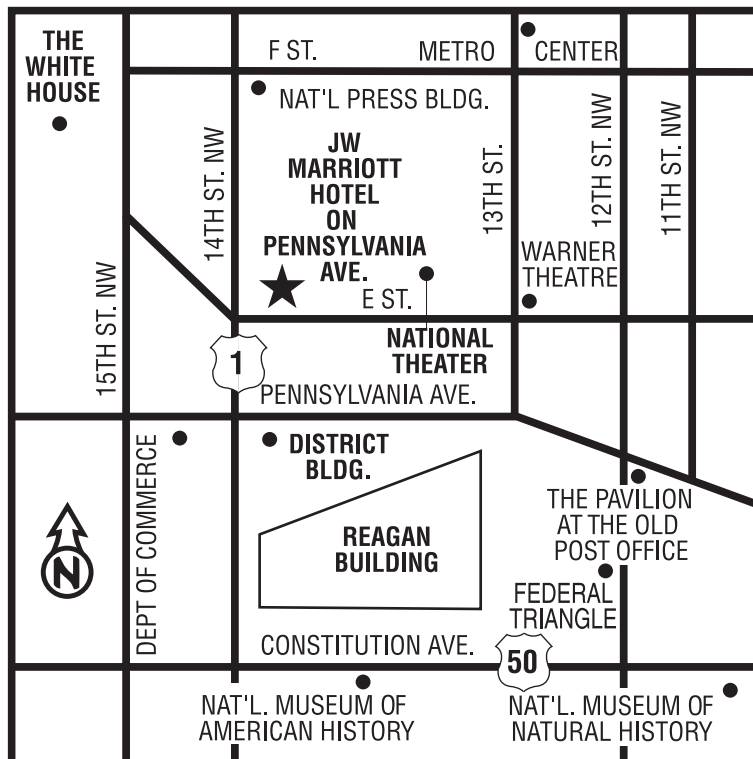 THE
WHITE
HOUSE
F ST.
METRO CENTER
NAT'L PRESS BLDG.
JW
MARRIOTT
HOTEL
ON
PENNSYLVANIA
AVE.
14TH ST. NW
13TH ST.
12TH ST. NW
11TH ST. NW
WARNER
THEATRE
E ST.
15TH ST. NW
1
NATIONAL
THEATER
PENNSYLVANIA AVE.
DEPT OF COMMERCE
DISTRICT
BLDG.
REAGAN
BUILDING
THE PAVILION
AT THE OLD
POST OFFICE
N
FEDERAL
TRIANGLE
CONSTITUTION AVE.
50
NAT'L. MUSEUM OF
AMERICAN HISTORY
NAT'L. MUSEUM OF
NATURAL HISTORY